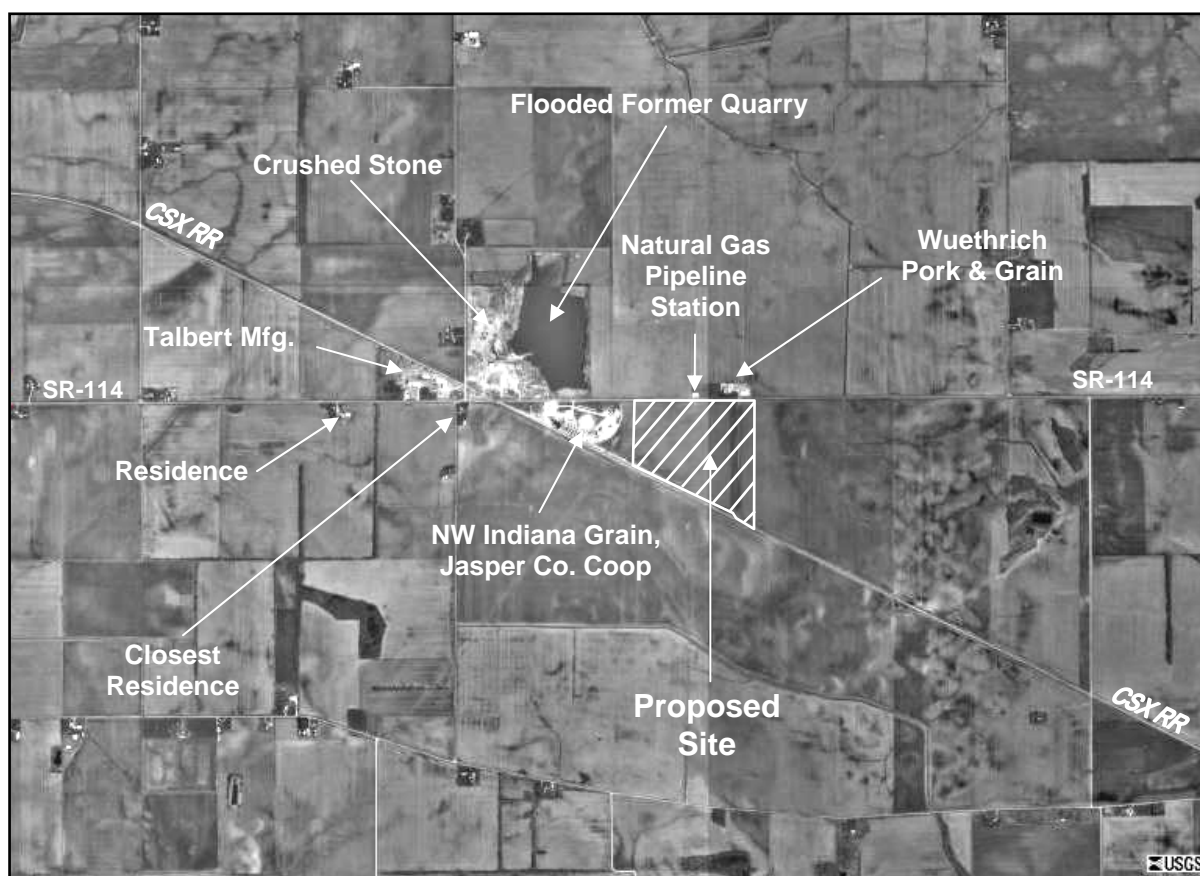 Flooded Former Quarry
Crushed Stone
CSX RR
Natural Gas
Pipeline
Station
Wuethrich
Pork & Grain
Talbert Mfg.
SR-114
SR-114
Residence
NW Indiana Grain,
Jasper Co. Coop
Closest
Residence
Proposed
Site
CSX RR
USGS